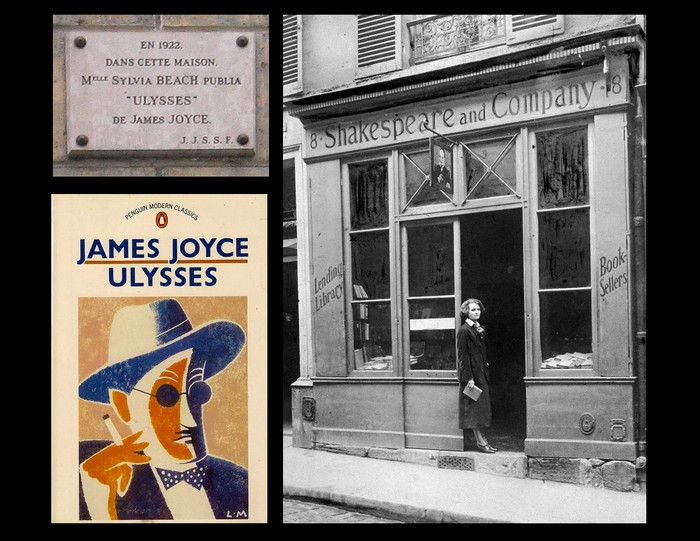 EN 1922,
DANS CETTE MAISON,
MELLE SYLVIA BEACH PUBLIA
"ULYSSES"
DE JAMES JOYCE.
J.J.S.S.F.
PENGUIN MODERN CLASSICS
JAMES JOYCE
ULYSSES
L·M
8·Shakespeare and Company·8
Lending
Library
Book-
Sellers